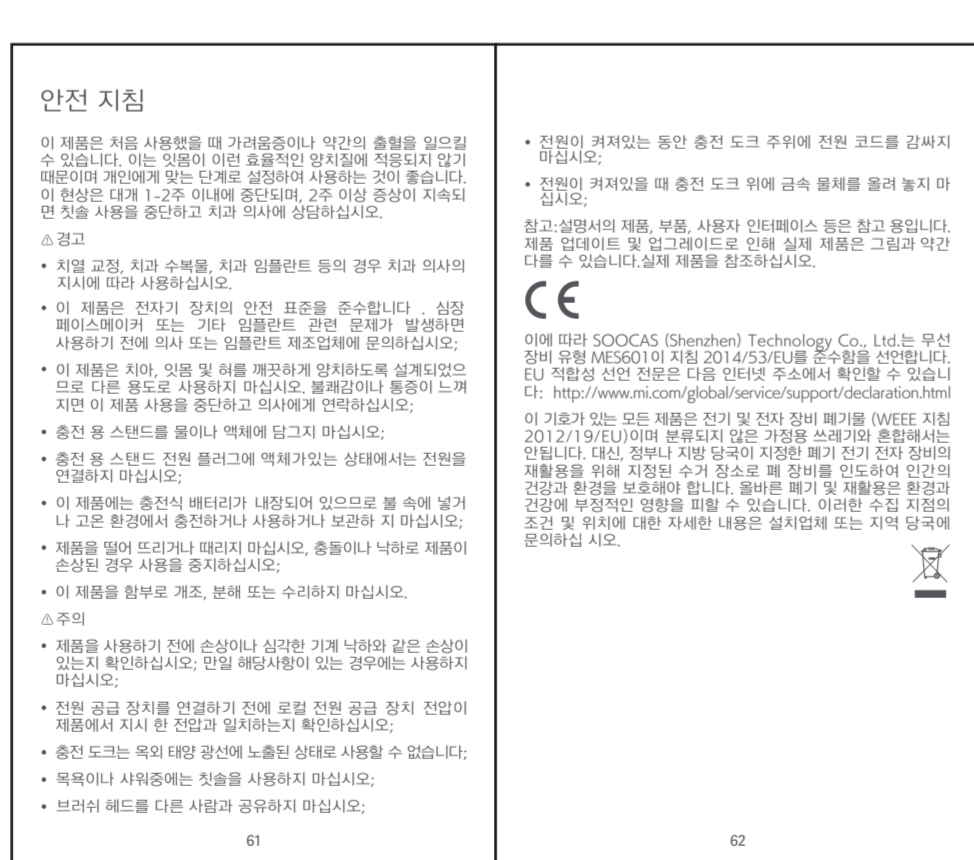 안전 지침
이 제품은 처음 사용했을 때 가려움증이나 약간의 출혈을 일으킬
수 있습니다. 이는 잇몸이 이런 효율적인 양치질에 적응되지 않기
때문이며 개인에게 맞는 단계로 설정하여 사용하는 것이 좋습니다.
이 현상은 대개 1-2주 이내에 중단되며, 2주 이상 증상이 지속되
면 칫솔 사용을 중단하고 치과 의사에 상담하십시오.
⚠ 경고
• 치열 교정, 치과 수복물, 치과 임플란트 등의 경우 치과 의사의
지시에 따라 사용하십시오.
• 이 제품은 전자기 장치의 안전 표준을 준수합니다 . 심장
페이스메이커 또는 기타 임플란트 관련 문제가 발생하면
사용하기 전에 의사 또는 임플란트 제조업체에 문의하십시오;
• 이 제품은 치아, 잇몸 및 혀를 깨끗하게 양치하도록 설계되었으
므로 다른 용도로 사용하지 마십시오. 불쾌감이나 통증이 느껴
지면 이 제품 사용을 중단하고 의사에게 연락하십시오;
• 충전 용 스탠드를 물이나 액체에 담그지 마십시오;
• 충전 용 스탠드 전원 플러그에 액체가있는 상태에서는 전원을
연결하지 마십시오;
• 이 제품에는 충전식 배터리가 내장되어 있으므로 불 속에 넣거
나 고온 환경에서 충전하거나 사용하거나 보관하 지 마십시오;
• 제품을 떨어 뜨리거나 때리지 마십시오, 충돌이나 낙하로 제품이
손상된 경우 사용을 중지하십시오;
• 이 제품을 함부로 개조, 분해 또는 수리하지 마십시오.
⚠ 주의
• 제품을 사용하기 전에 손상이나 심각한 기계 낙하와 같은 손상이
있는지 확인하십시오; 만일 해당사항이 있는 경우에는 사용하지
마십시오;
• 전원 공급 장치를 연결하기 전에 로컬 전원 공급 장치 전압이
제품에서 지시 한 전압과 일치하는지 확인하십시오;
• 충전 도크는 옥외 태양 광선에 노출된 상태로 사용할 수 없습니다;
• 목욕이나 샤워중에는 칫솔을 사용하지 마십시오;
• 브러쉬 헤드를 다른 사람과 공유하지 마십시오;
61
• 전원이 켜져있는 동안 충전 도크 주위에 전원 코드를 감싸지
마십시오;
• 전원이 켜져있을 때 충전 도크 위에 금속 물체를 올려 놓지 마
십시오;
참고:설명서의 제품, 부품, 사용자 인터페이스 등은 참고 용입니다.
제품 업데이트 및 업그레이드로 인해 실제 제품은 그림과 약간
다를 수 있습니다.실제 제품을 참조하십시오.
CE
이에 따라 SOOCAS (Shenzhen) Technology Co., Ltd.는 무선
장비 유형 MES601이 지침 2014/53/EU를 준수함을 선언합니다.
EU 적합성 선언 전문은 다음 인터넷 주소에서 확인할 수 있습니
다: http://www.mi.com/global/service/support/declaration.html
이 기호가 있는 모든 제품은 전기 및 전자 장비 폐기물 (WEEE 지침
2012/19/EU)이며 분류되지 않은 가정용 쓰레기와 혼합해서는
안됩니다. 대신, 정부나 지방 당국이 지정한 폐기 전기 전자 장비의
재활용을 위해 지정된 수거 장소로 폐 장비를 인도하여 인간의
건강과 환경을 보호해야 합니다. 올바른 폐기 및 재활용은 환경과
건강에 부정적인 영향을 피할 수 있습니다. 이러한 수집 지점의
조건 및 위치에 대한 자세한 내용은 설치업체 또는 지역 당국에
문의하십 시오.
62